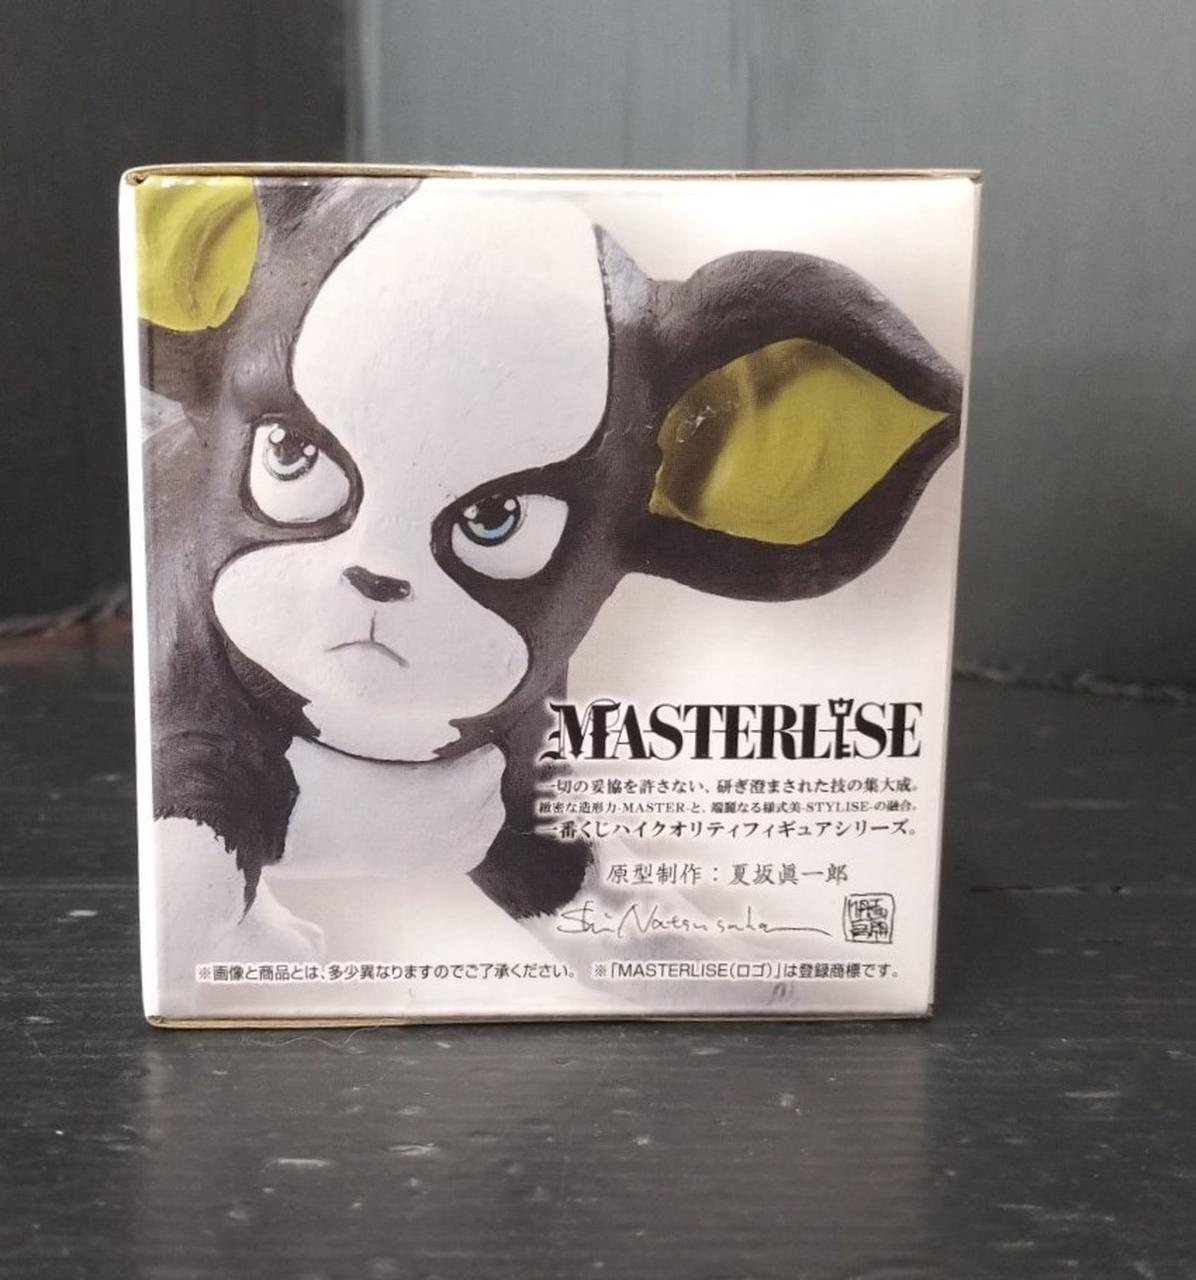 MASTERLISE
一切の妥協を許さない、研ぎ澄まされた技の集大成。
緻密な造形力-MASTER-と、端麗なる様式美-STYLISE-の融合。
一番くじハイクオリティフィギュアシリーズ。
原型制作：夏坂眞一郎
Shin Natsusaka
※画像と商品とは、多少異なりますのでご了承ください。 ※「MASTERLISE(ロゴ)」は登録商標です。